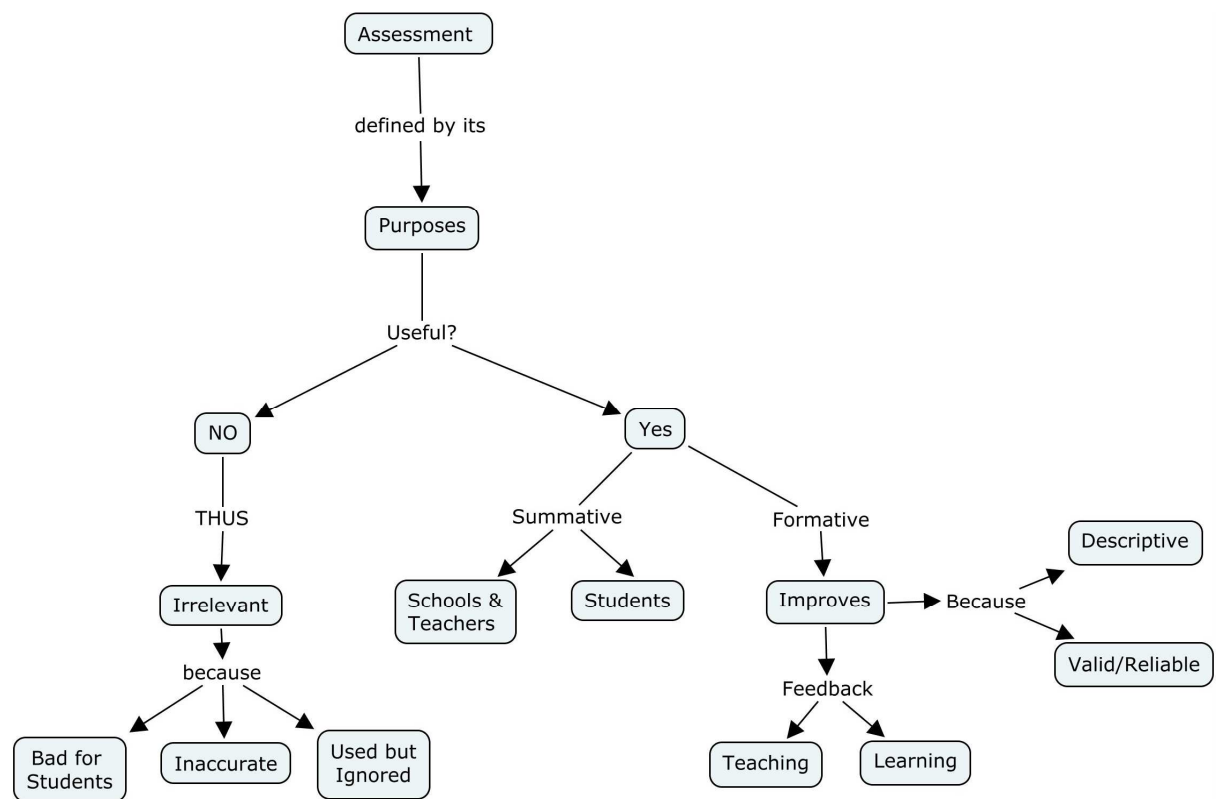 Assessment
defined by its
Purposes
Useful?
NO
Yes
THUS
Summative
Formative
Descriptive
Irrelevant
Schools &
Teachers
Students
Improves
Because
because
Valid/Reliable
Feedback
Bad for
Students
Inaccurate
Used but
Ignored
Teaching
Learning